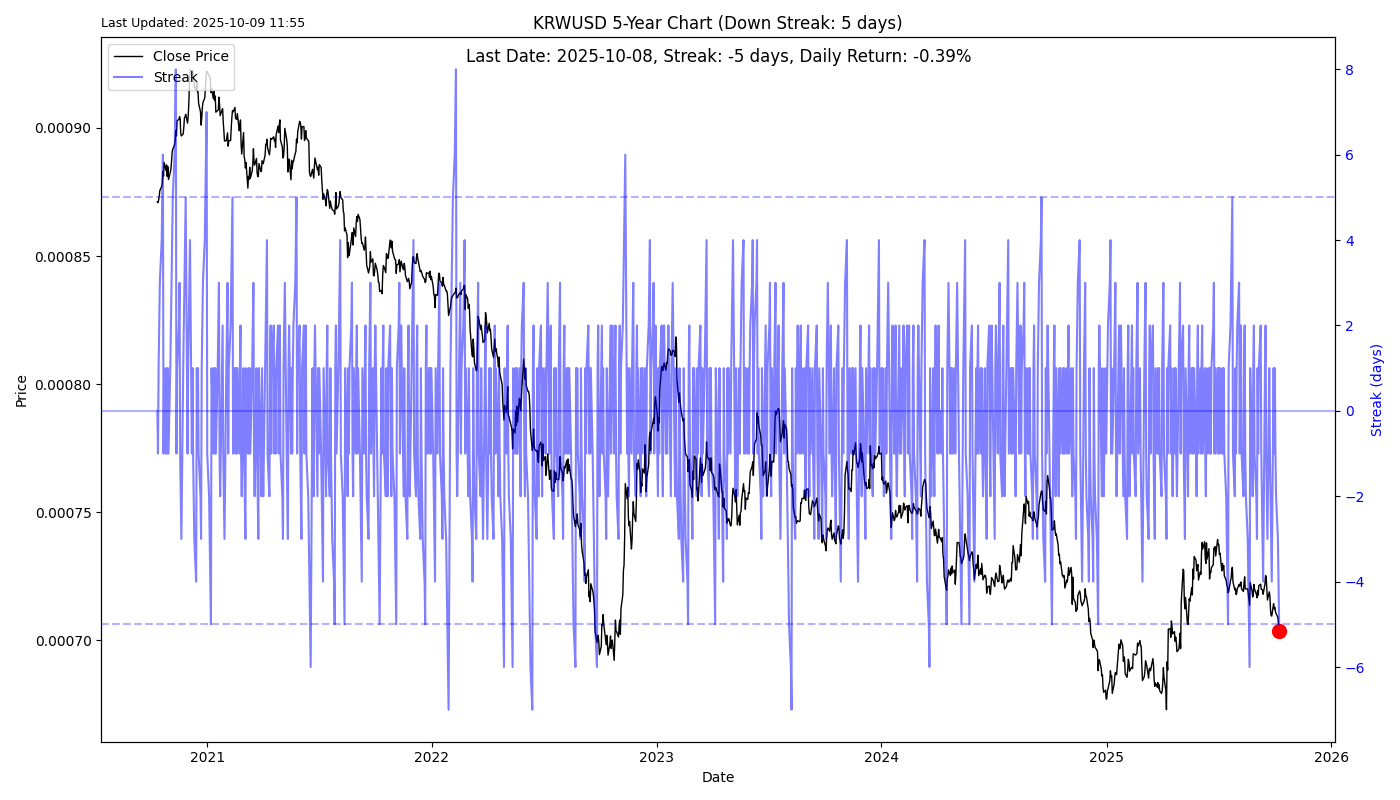 Last Updated: 2025-10-09 11:55
KRWUSD 5-Year Chart (Down Streak: 5 days)
Last Date: 2025-10-08, Streak: -5 days, Daily Return: -0.39%
Close Price
Streak
0.00090
0.00085
0.00080
0.00075
0.00070
Price
8
6
4
2
0
−2
−4
−6
Streak (days)
2021
2022
2023
2024
2025
2026
Date